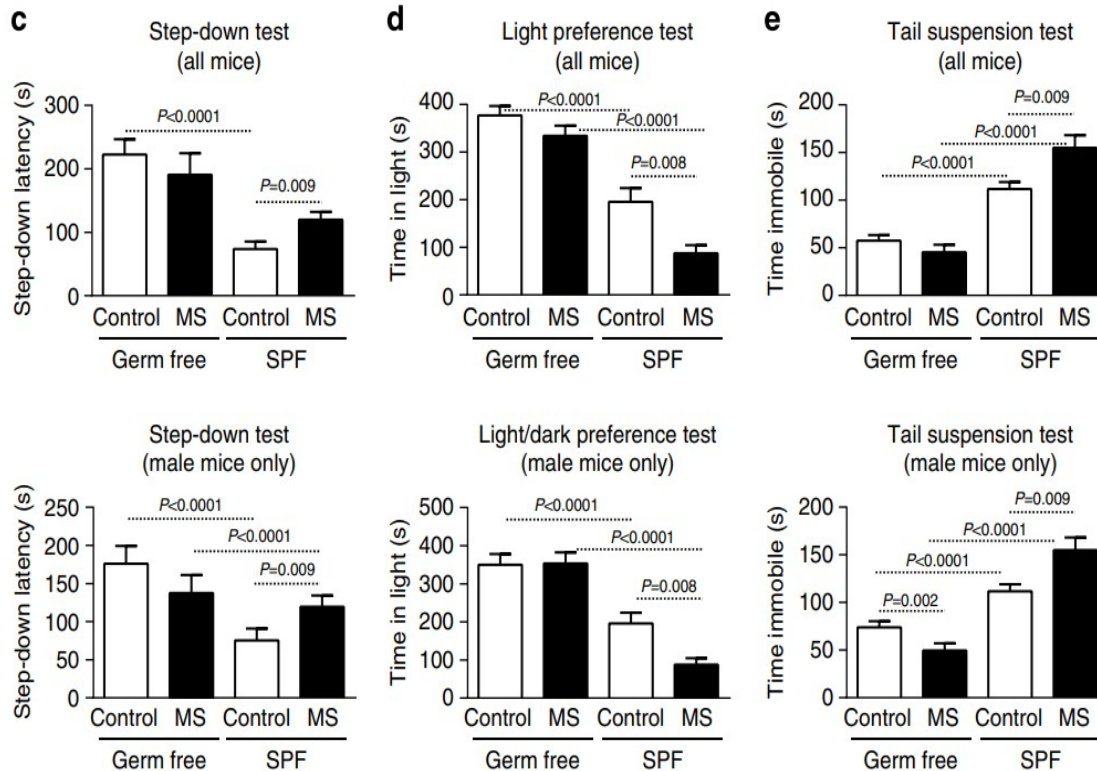 c
Step-down test
(all mice)
Step-down latency (s)
300
200
100
0
P<0.0001
P=0.009
Control MS Control MS
Germ free SPF
d
Light preference test
(all mice)
Time in light (s)
400
300
200
100
0
P<0.0001
P<0.0001
P=0.008
Control MS Control MS
Germ free SPF
e
Tail suspension test
(all mice)
Time immobile (s)
200
150
100
50
0
P=0.009
P<0.0001
P<0.0001
Control MS Control MS
Germ free SPF
Step-down test
(male mice only)
Step-down latency (s)
250
200
150
100
50
0
P<0.0001
P<0.0001
P=0.009
Control MS Control MS
Germ free SPF
Light/dark preference test
(male mice only)
Time in light (s)
500
400
300
200
100
0
P<0.0001
P<0.0001
P=0.008
Control MS Control MS
Germ free SPF
Tail suspension test
(male mice only)
Time immobile (s)
200
150
100
50
0
P=0.009
P<0.0001
P<0.0001
P=0.002
Control MS Control MS
Germ free SPF